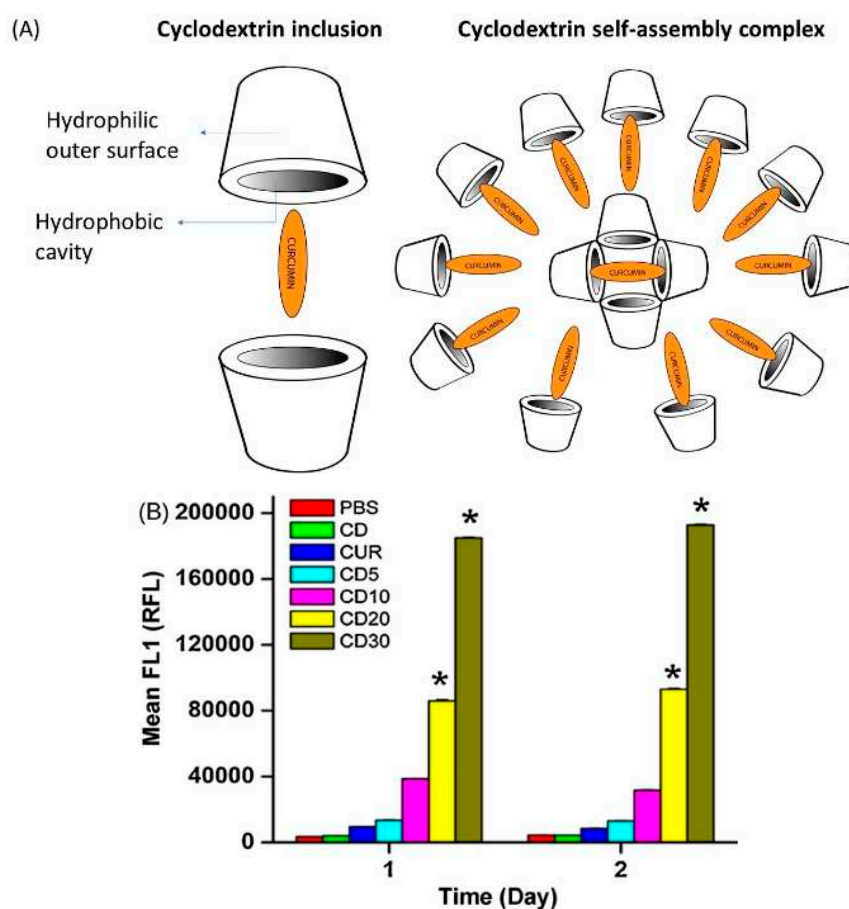 (A)
Cyclodextrin inclusion
Cyclodextrin self-assembly complex
Hydrophilic
outer surface
Hydrophobic
cavity
CURCUMIN
CURCUMIN
CURCUMIN
CURCUMIN
CURCUMIN
CURCUMIN
CURCUMIN
CURCUMIN
CURCUMIN
CURCUMIN
CURCUMIN
CURCUMIN
CURCUMIN
(B)
200000
160000
120000
80000
40000
0
Mean FL1 (RFL)
PBS
CD
CUR
CD5
CD10
CD20
CD30
*
*
*
*
1
2
Time (Day)